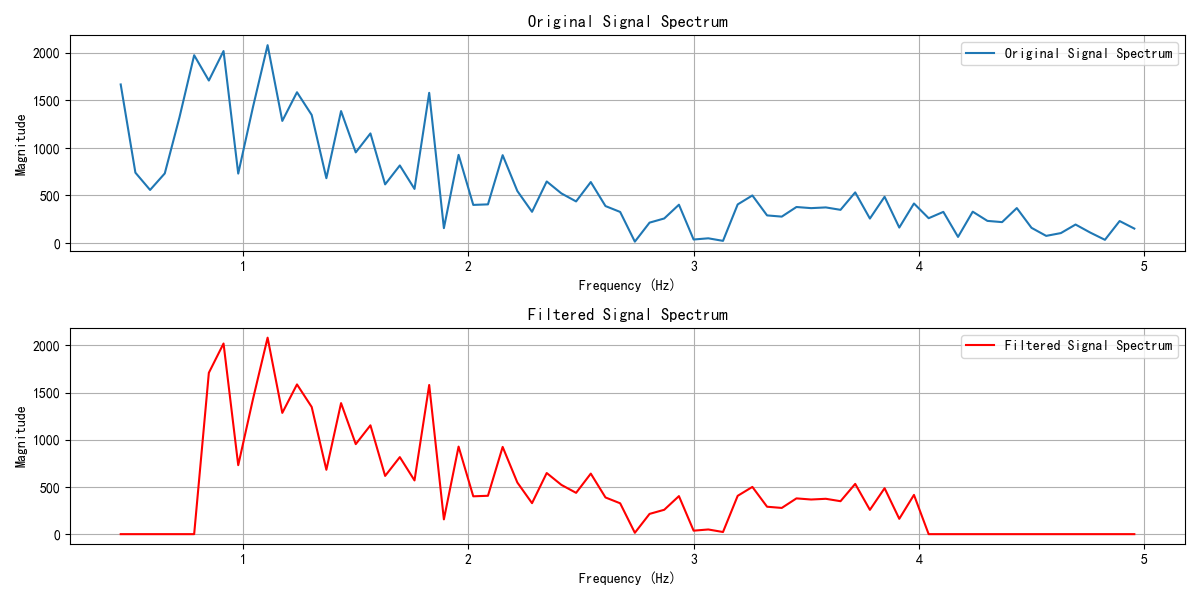 Original Signal Spectrum
Original Signal Spectrum
2000
1500
1000
500
0
Magnitude
1 2 3 4 5
Frequency (Hz)
Filtered Signal Spectrum
Filtered Signal Spectrum
2000
1500
1000
500
0
Magnitude
1 2 3 4 5
Frequency (Hz)